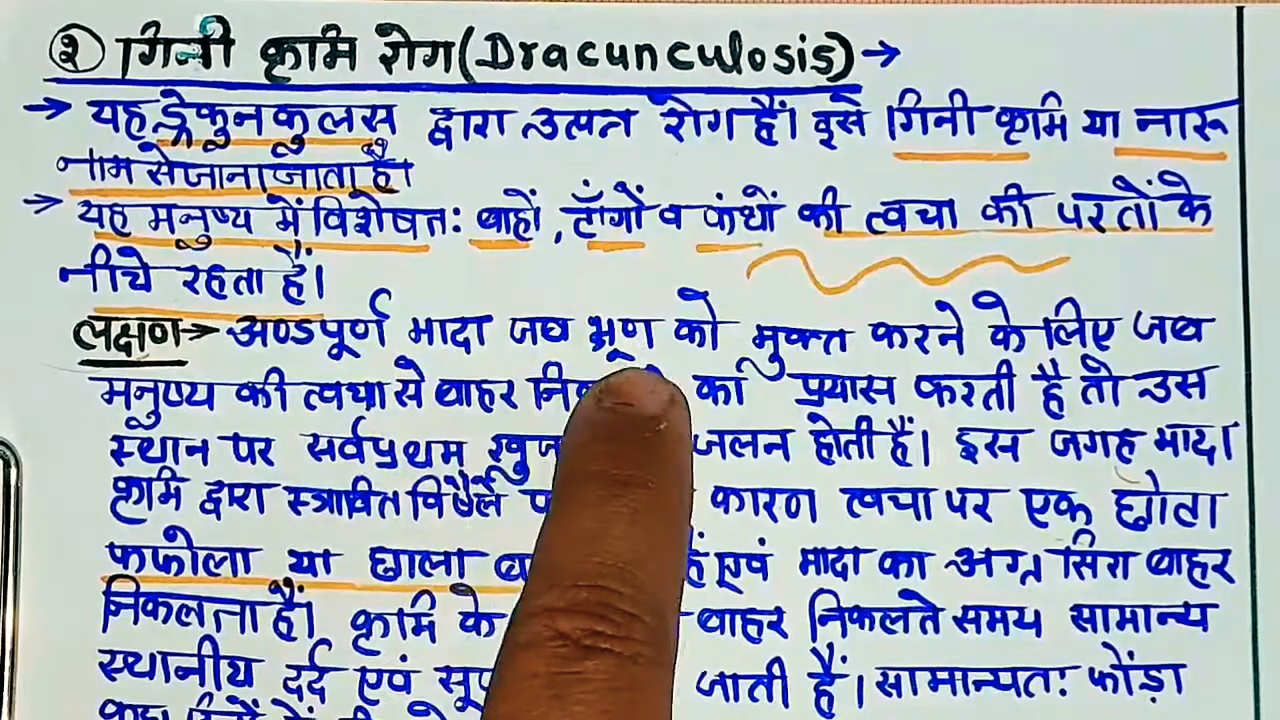 ② गिनी कृमि रोग (Dracunculosis) →
→ यह ड्रेकुनकुलस द्वारा उत्पन्न रोग हैं। इसे गिनी कृमि या नारू
नाम से जाना जाता है।
→ यह मनुष्य में विशेषतः बाहों, टाँगों व कंधों की त्वचा की परतों के
नीचे रहता हैं।
लक्षण → अण्डपूर्ण मादा जब भ्रूण को मुक्त करने के लिए जब
मनुष्य की त्वचा से बाहर का प्रयास करती है तो उस
स्थान पर सर्वप्रथम जलन होती हैं। इस जगह मादा
कृमि द्वारा स्त्रावित विषैले कारण त्वचा पर एक छोटा
फफोला या छाला एवं मादा का अग्र सिरा बाहर
निकलता हैं। कृमि के बाहर निकलते समय सामान्य
स्थानीय दर्द एवं जाती हैं। सामान्यतः फोंड़ा